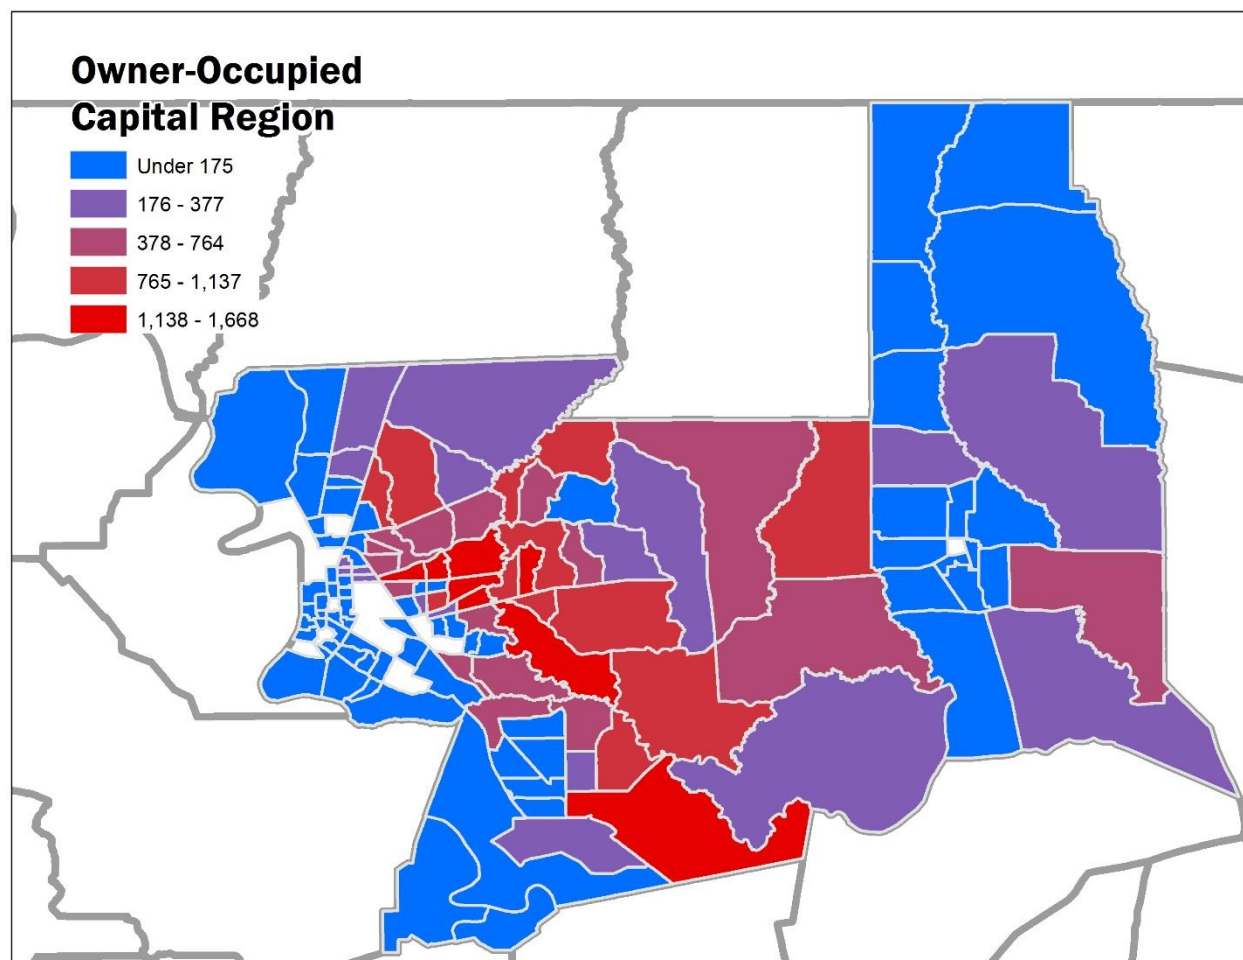 Owner-Occupied
Capital Region
Under 175
176 - 377
378 - 764
765 - 1,137
1,138 - 1,668